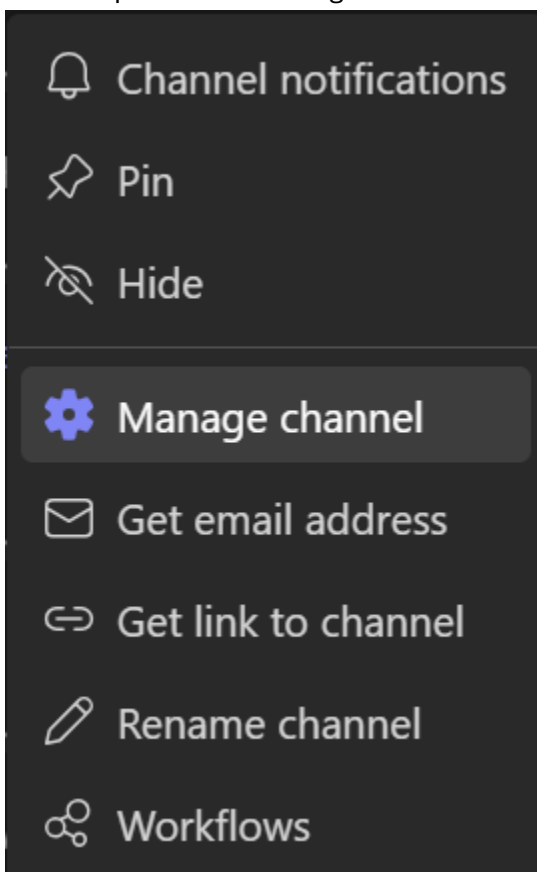 Channel notifications
Pin
Hide
Manage channel
Get email address
Get link to channel
Rename channel
Workflows